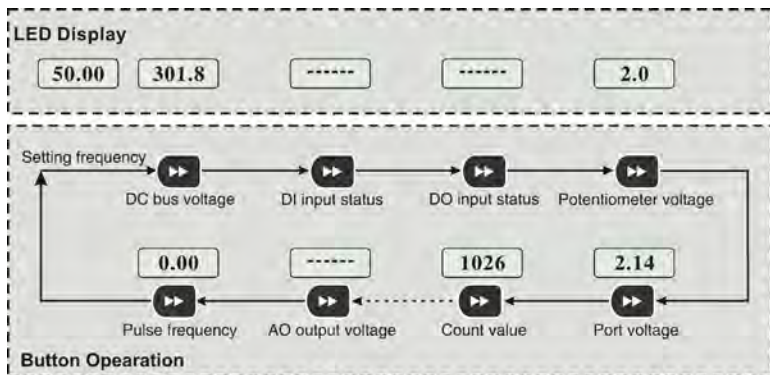 LED Display
50.00 301.8 ------ ------ 2.0
Setting frequency
DC bus voltage DI input status DO input status Potentiometer voltage
0.00 ------ 1026 2.14
Pulse frequency AO output voltage Count value Port voltage
Button Opearation